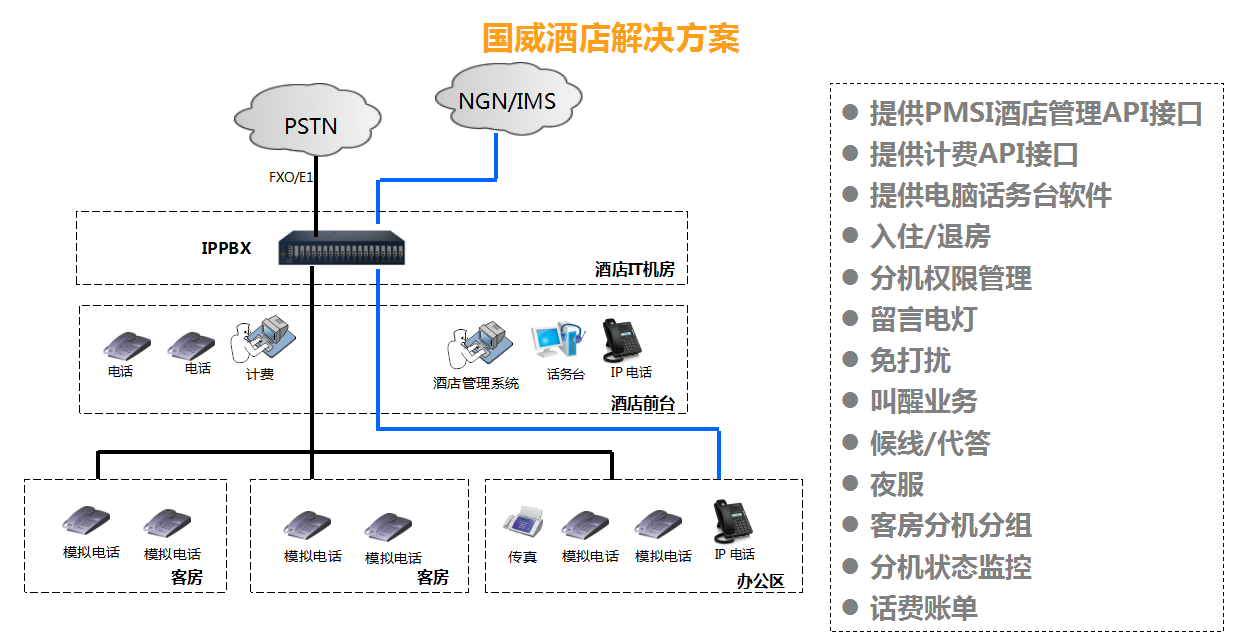 国威酒店解决方案
PSTN
NGN/IMS
FXO/E1
IPPBX
酒店IT机房
电话
电话
计费
酒店管理系统
话务台
IP 电话
酒店前台
模拟电话
模拟电话
客房
模拟电话
模拟电话
客房
传真
模拟电话
模拟电话
IP 电话
办公区
提供PMSI酒店管理API接口
提供计费API接口
提供电脑话务台软件
入住/退房
分机权限管理
留言电灯
免打扰
叫醒业务
候线/代答
夜服
客房分机分组
分机状态监控
话费账单